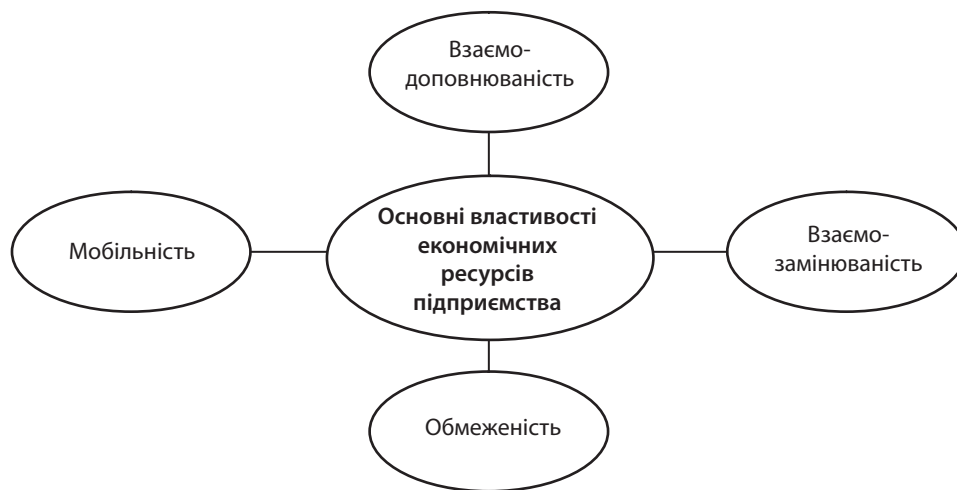 Взаємо-
доповнюваність
Мобільність
Основні властивості
економічних
ресурсів
підприємства
Взаємо-
замінюваність
Обмеженість